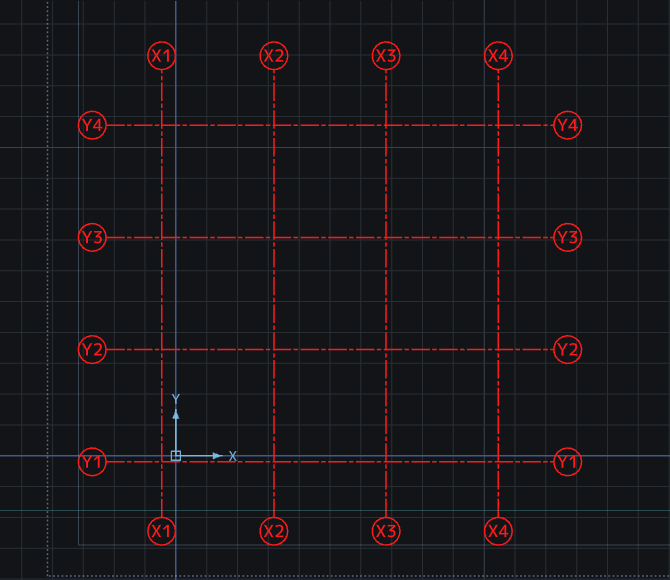 X1 X2 X3 X4
Y4 Y4
Y3 Y3
Y2 Y2
Y
X
Y1 Y1
X1 X2 X3 X4